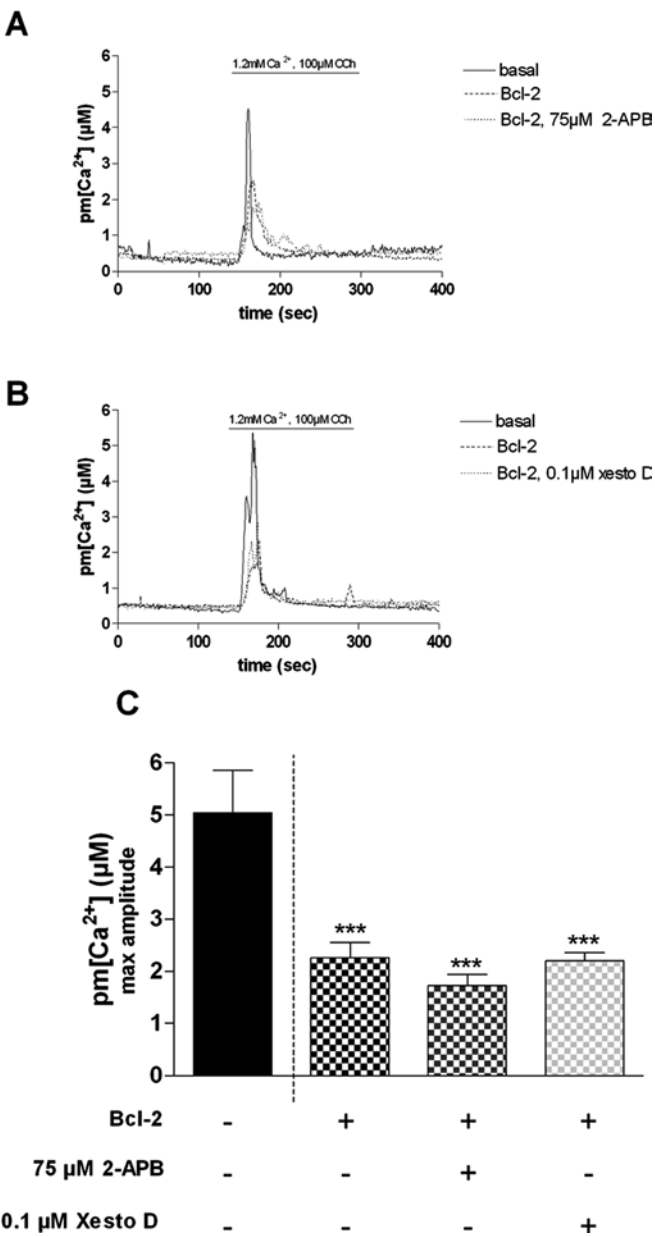 A
1.2mM Ca²⁺, 100µM CCh
pm[Ca²⁺] (µM)
6
5
4
3
2
1
0
0 100 200 300 400
time (sec)
basal
Bcl-2
Bcl-2, 75µM 2-APB
B
1.2mM Ca²⁺, 100µM CCh
pm[Ca²⁺] (µM)
6
5
4
3
2
1
0
0 100 200 300 400
time (sec)
basal
Bcl-2
Bcl-2, 0.1µM xesto D
C
pm[Ca²⁺] (µM)
max amplitude
6
5
4
3
2
1
0
*** *** ***
Bcl-2 - + + +
75 µM 2-APB - - + -
0.1 µM Xesto D - - - +